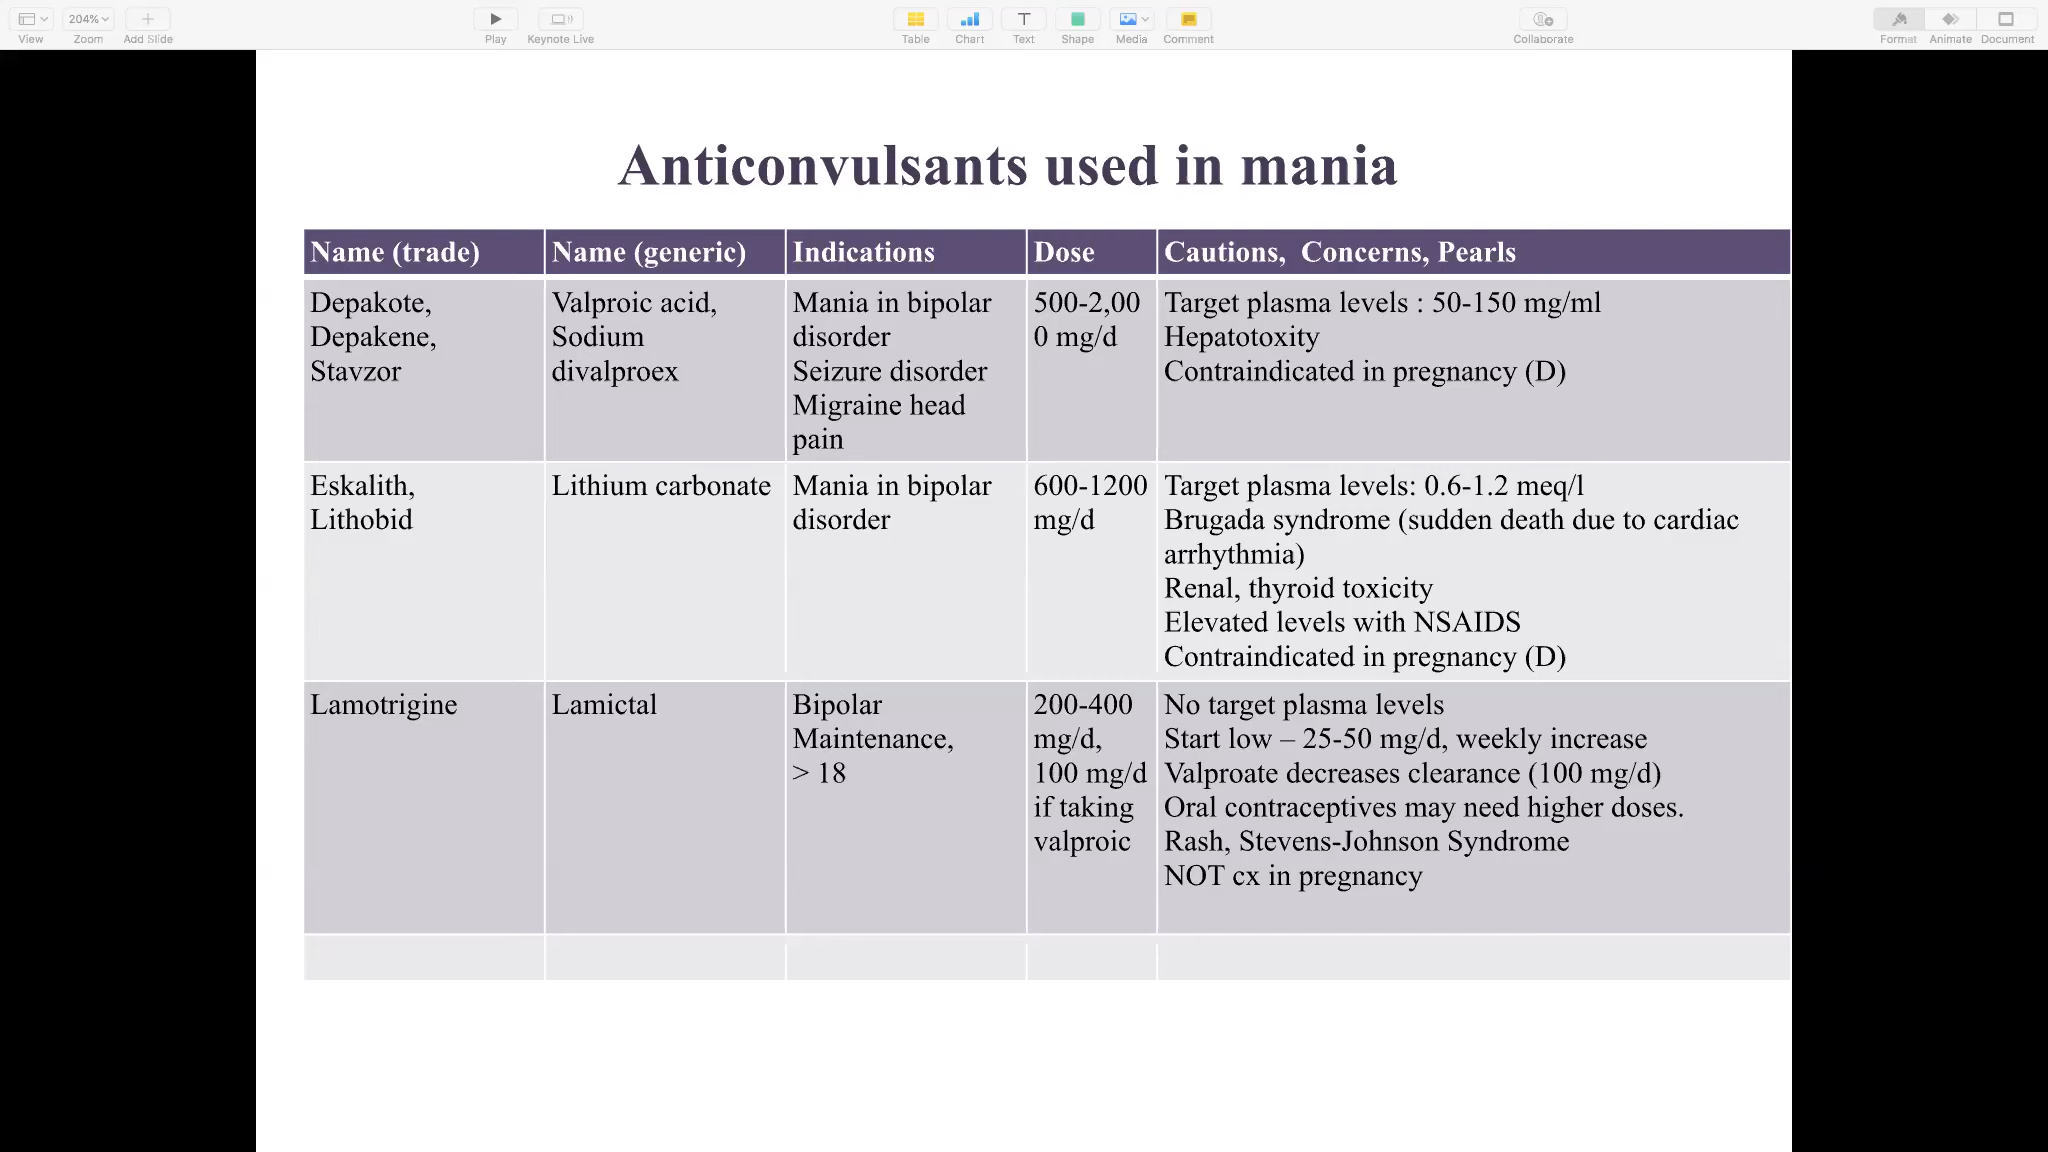 204%
View
Zoom
Add Slide
Play
Keynote Live
Table
Chart
Text
Shape
Media
Comment
Collaborate
Format
Animate
Document
Anticonvulsants used in mania
Name (trade)
Name (generic)
Indications
Dose
Cautions,  Concerns, Pearls
Depakote,
Depakene,
Stavzor
Valproic acid,
Sodium
divalproex
Mania in bipolar
disorder
Seizure disorder
Migraine head
pain
500-2,00
0 mg/d
Target plasma levels : 50-150 mg/ml
Hepatotoxity
Contraindicated in pregnancy (D)
Eskalith,
Lithobid
Lithium carbonate
Mania in bipolar
disorder
600-1200
mg/d
Target plasma levels: 0.6-1.2 meq/l
Brugada syndrome (sudden death due to cardiac
arrhythmia)
Renal, thyroid toxicity
Elevated levels with NSAIDS
Contraindicated in pregnancy (D)
Lamotrigine
Lamictal
Bipolar
Maintenance,
> 18
200-400
mg/d,
100 mg/d
if taking
valproic
No target plasma levels
Start low – 25-50 mg/d, weekly increase
Valproate decreases clearance (100 mg/d)
Oral contraceptives may need higher doses.
Rash, Stevens-Johnson Syndrome
NOT cx in pregnancy